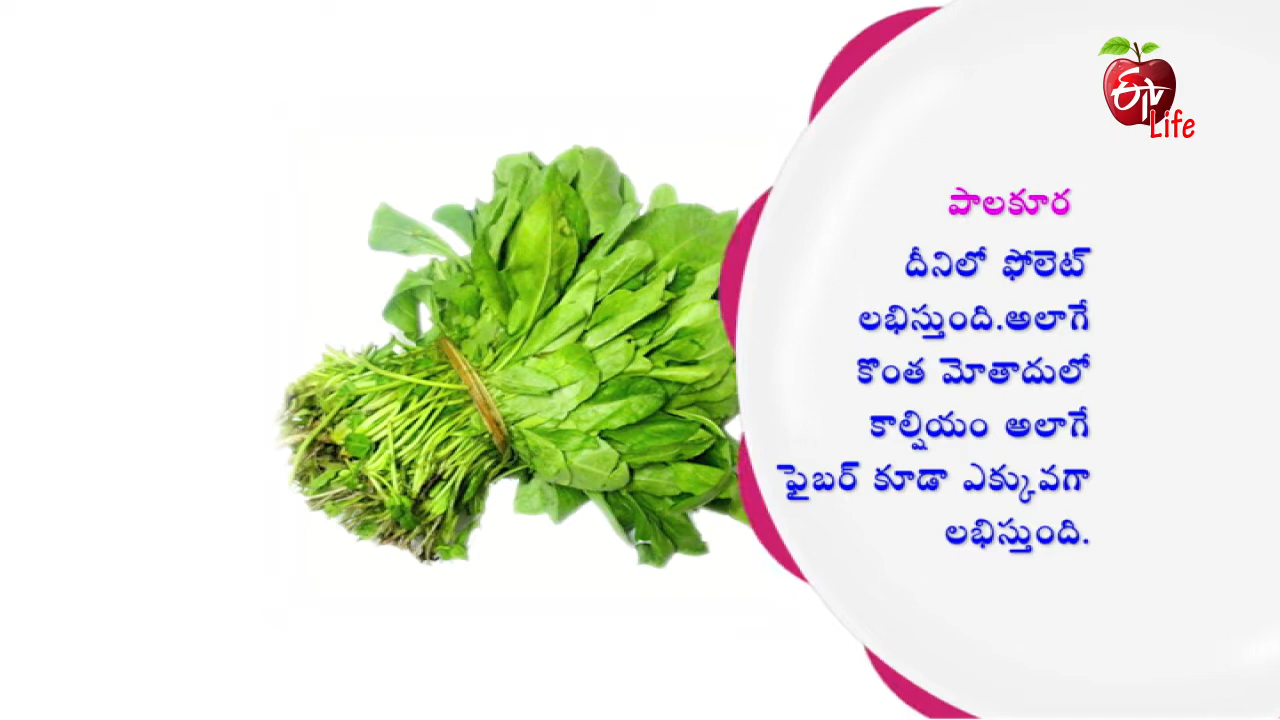 ETV
Life
పాలకూర
దీనిలో ఫోలెట్
లభిస్తుంది.అలాగే
కొంత మోతాదులో
కాల్షియం అలాగే
ఫైబర్ కూడా ఎక్కువగా
లభిస్తుంది.